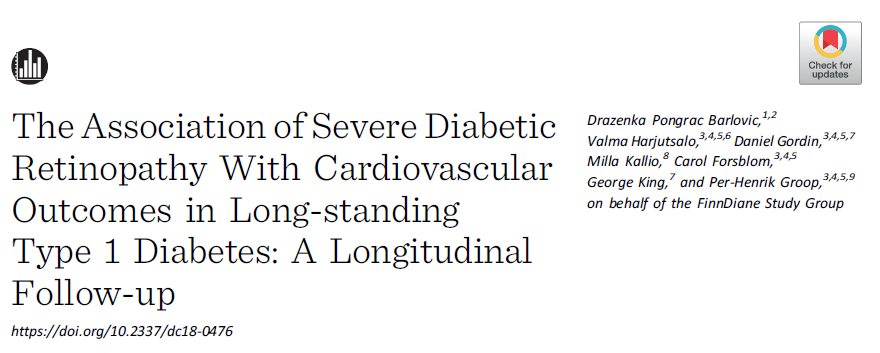 Check for
updates
The Association of Severe Diabetic
Retinopathy With Cardiovascular
Outcomes in Long-standing
Type 1 Diabetes: A Longitudinal
Follow-up
https://doi.org/10.2337/dc18-0476
Drazenka Pongrac Barlovic,1,2
Valma Harjutsalo,3,4,5,6 Daniel Gordin,3,4,5,7
Milla Kallio,8 Carol Forsblom,3,4,5
George King,7 and Per-Henrik Groop,3,4,5,9
on behalf of the FinnDiane Study Group